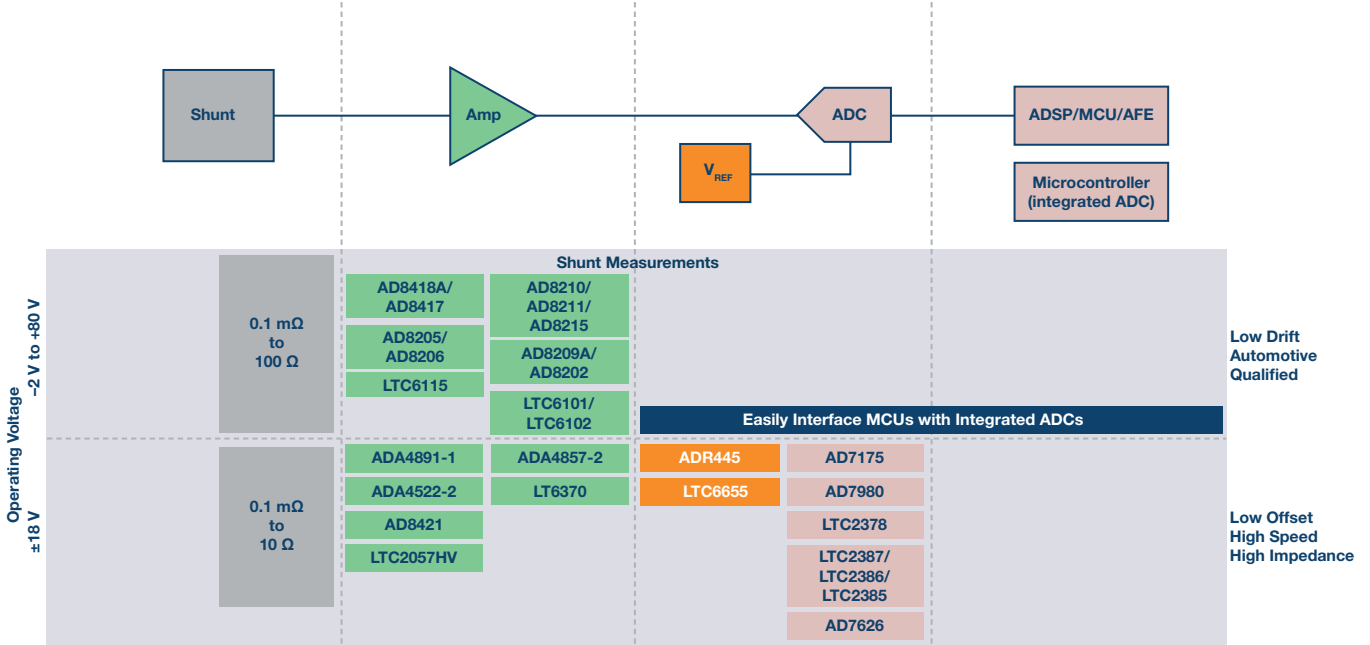 Shunt
Amp
ADC
ADSP/MCU/AFE
VREF
Microcontroller
(integrated ADC)
Shunt Measurements
Operating Voltage
−2 V to +80 V
0.1 mΩ
to
100 Ω
AD8418A/
AD8417
AD8205/
AD8206
LTC6115
AD8210/
AD8211/
AD8215
AD8209A/
AD8202
LTC6101/
LTC6102
Easily Interface MCUs with Integrated ADCs
Low Drift
Automotive
Qualified
±18 V
0.1 mΩ
to
10 Ω
ADA4891-1
ADA4522-2
AD8421
LTC2057HV
ADA4857-2
LT6370
ADR445
LTC6655
AD7175
AD7980
LTC2378
LTC2387/
LTC2386/
LTC2385
AD7626
Low Offset
High Speed
High Impedance